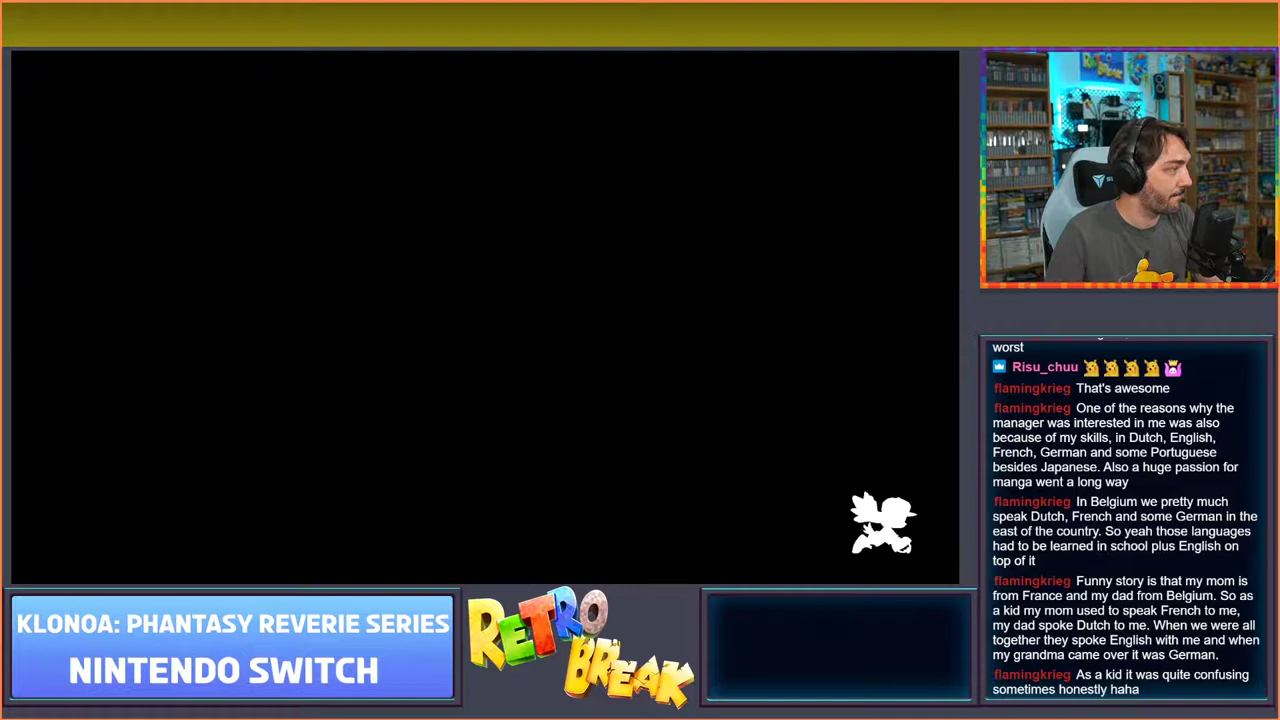 worst
Risu_chuu
flamingkrieg That's awesome
flamingkrieg One of the reasons why the
manager was interested in me was also
because of my skills, in Dutch, English,
French, German and some Portuguese
besides Japanese. Also a huge passion for
manga went a long way
flamingkrieg In Belgium we pretty much
speak Dutch, French and some German in the
east of the country. So yeah those languages
had to be learned in school plus English on
top of it
flamingkrieg Funny story is that my mom is
from France and my dad from Belgium. So as
a kid my mom used to speak French to me,
my dad spoke Dutch to me. When we were all
together they spoke English with me and when
my grandma came over it was German.
flamingkrieg As a kid it was quite confusing
sometimes honestly haha
KLONOA: PHANTASY REVERIE SERIES
NINTENDO SWITCH
RETRO
BREAK